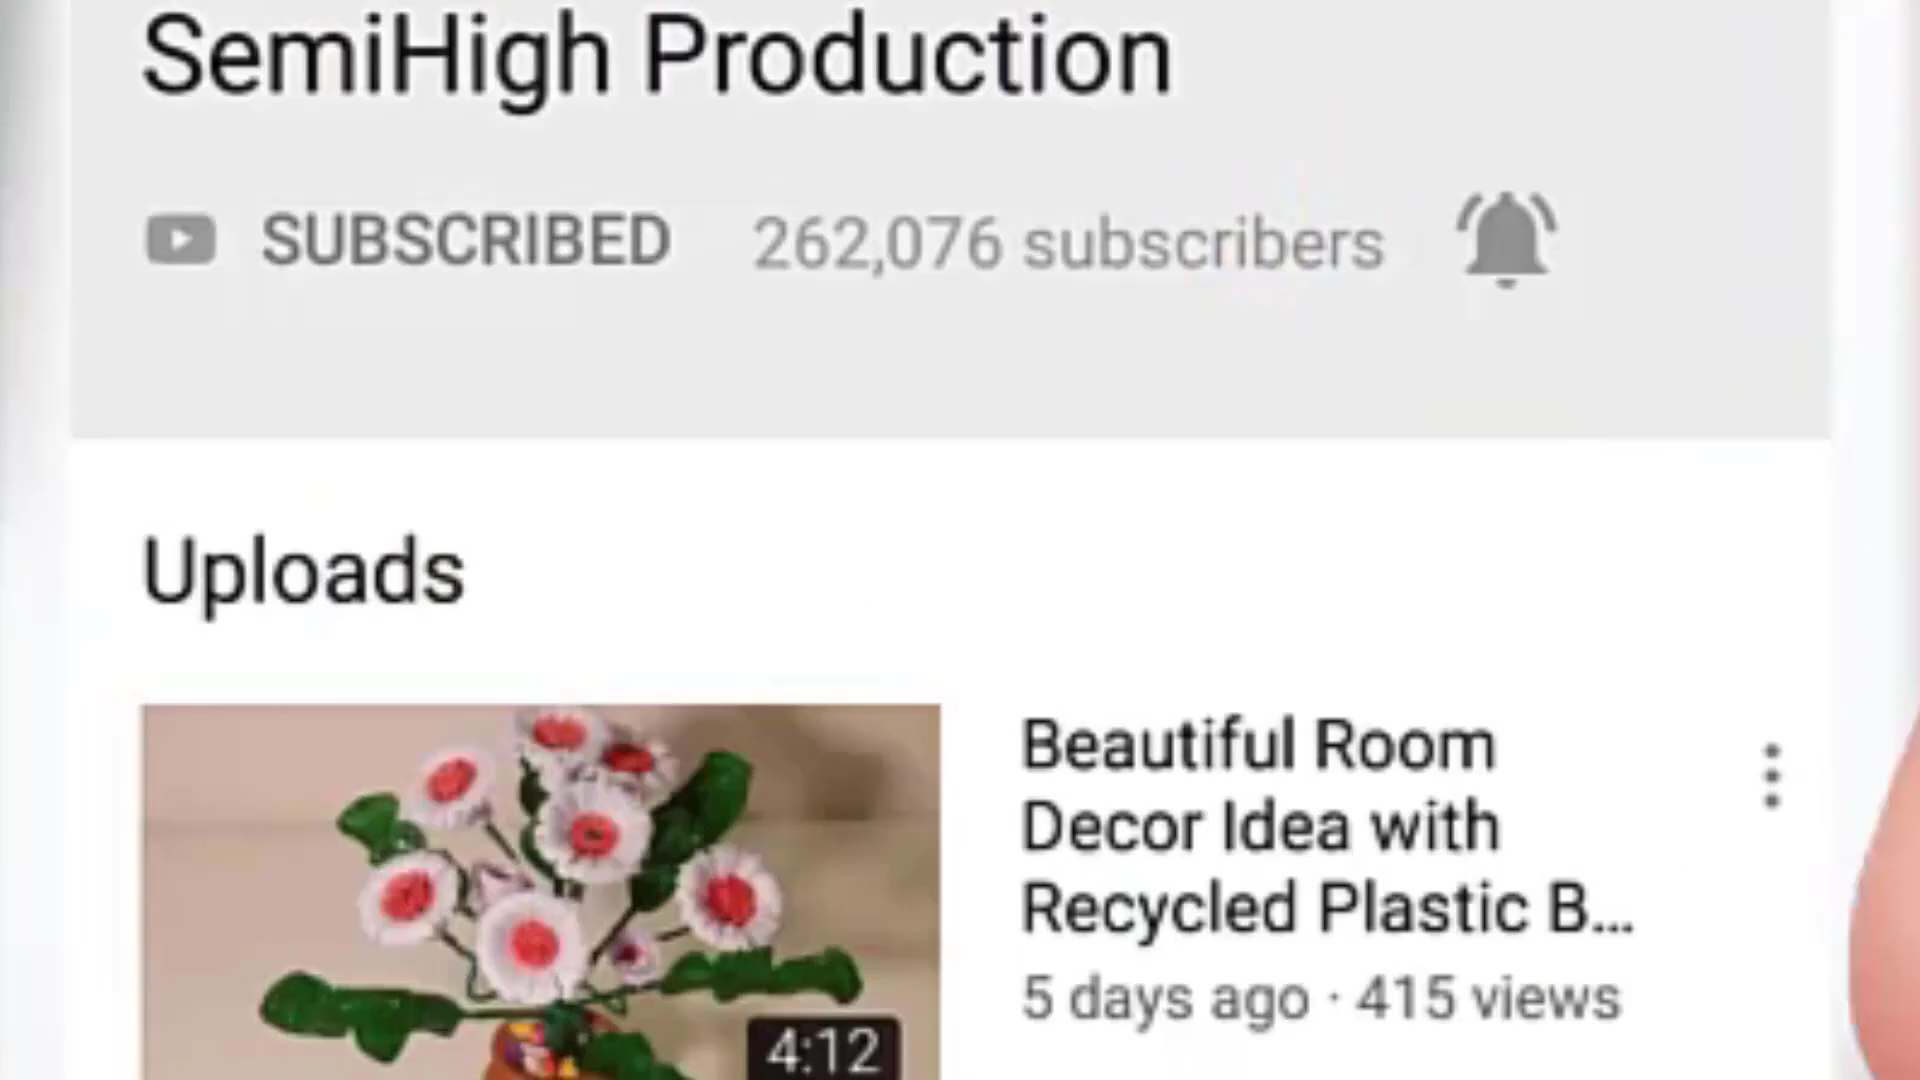 SemiHigh Production
SUBSCRIBED 262,076 subscribers
Uploads
Beautiful Room
Decor Idea with
Recycled Plastic B...
5 days ago · 415 views
4:12